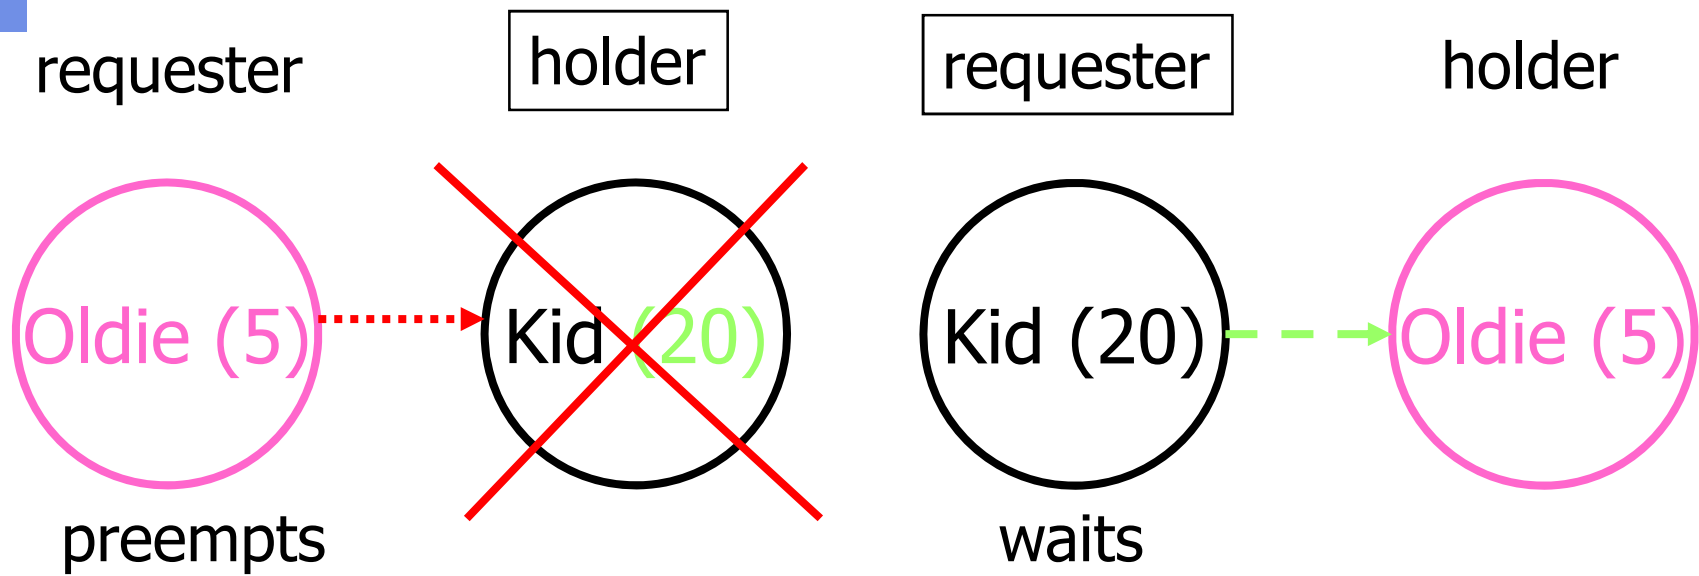 requester holder requester holder
Oldie (5) Kid (20) Kid (20) Oldie (5)
preempts waits